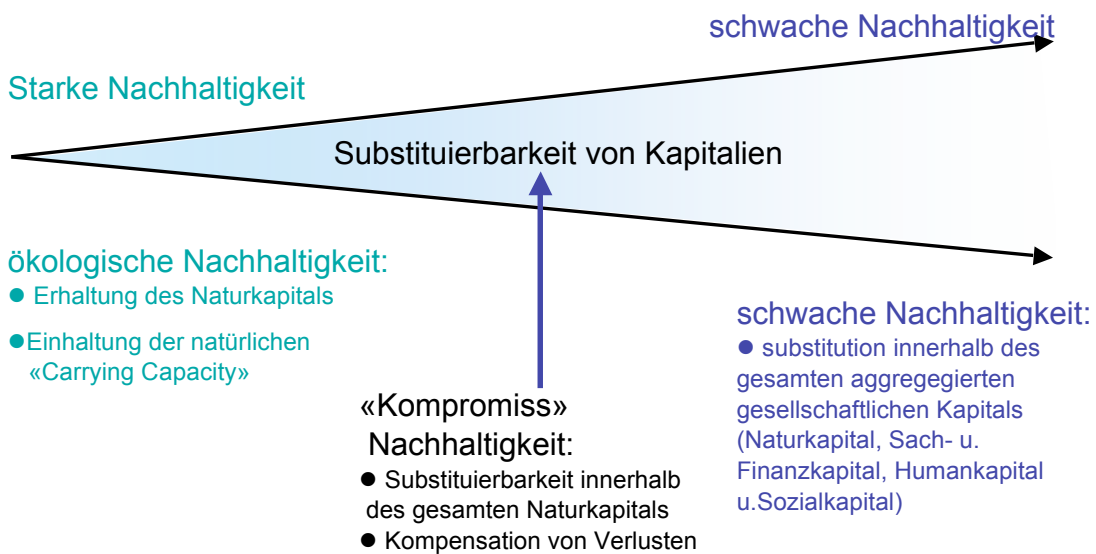 schwache Nachhaltigkeit
Starke Nachhaltigkeit
Substituierbarkeit von Kapitalien
ökologische Nachhaltigkeit:
● Erhaltung des Naturkapitals
●Einhaltung der natürlichen
«Carrying Capacity»
«Kompromiss»
Nachhaltigkeit:
● Substituierbarkeit innerhalb
des gesamten Naturkapitals
● Kompensation von Verlusten
schwache Nachhaltigkeit:
● substitution innerhalb des
gesamten aggregegierten
gesellschaftlichen Kapitals
(Naturkapital, Sach- u.
Finanzkapital, Humankapital
u.Sozialkapital)